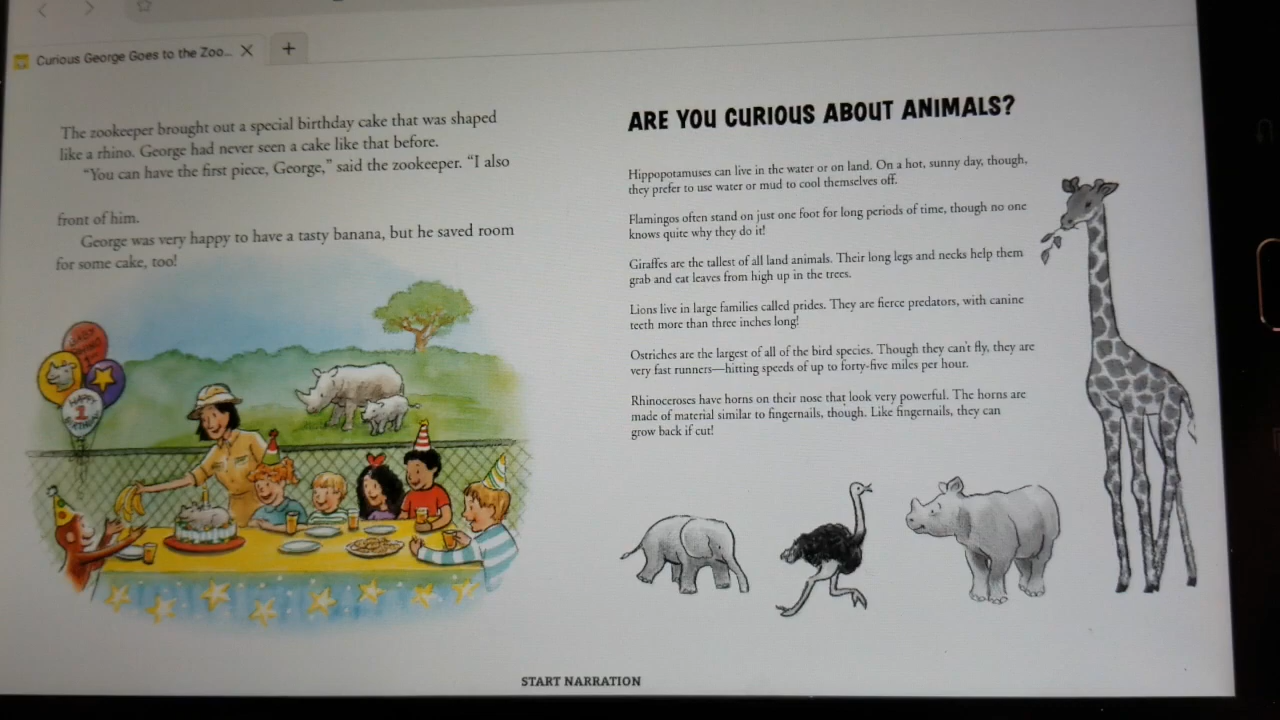 Curious George Goes to the Zoo...
The zookeeper brought out a special birthday cake that was shaped
like a rhino. George had never seen a cake like that before.
"You can have the first piece, George," said the zookeeper. "I also
front of him.
George was very happy to have a tasty banana, but he saved room
for some cake, too!
HAPPY
1
BIRTHDAY
ARE YOU CURIOUS ABOUT ANIMALS?
Hippopotamuses can live in the water or on land. On a hot, sunny day, though,
they prefer to use water or mud to cool themselves off.
Flamingos often stand on just one foot for long periods of time, though no one
knows quite why they do it!
Giraffes are the tallest of all land animals. Their long legs and necks help them
grab and eat leaves from high up in the trees.
Lions live in large families called prides. They are fierce predators, with canine
teeth more than three inches long!
Ostriches are the largest of all of the bird species. Though they can't fly, they are
very fast runners—hitting speeds of up to forty-five miles per hour.
Rhinoceroses have horns on their nose that look very powerful. The horns are
made of material similar to fingernails, though. Like fingernails, they can
grow back if cut!
START NARRATION